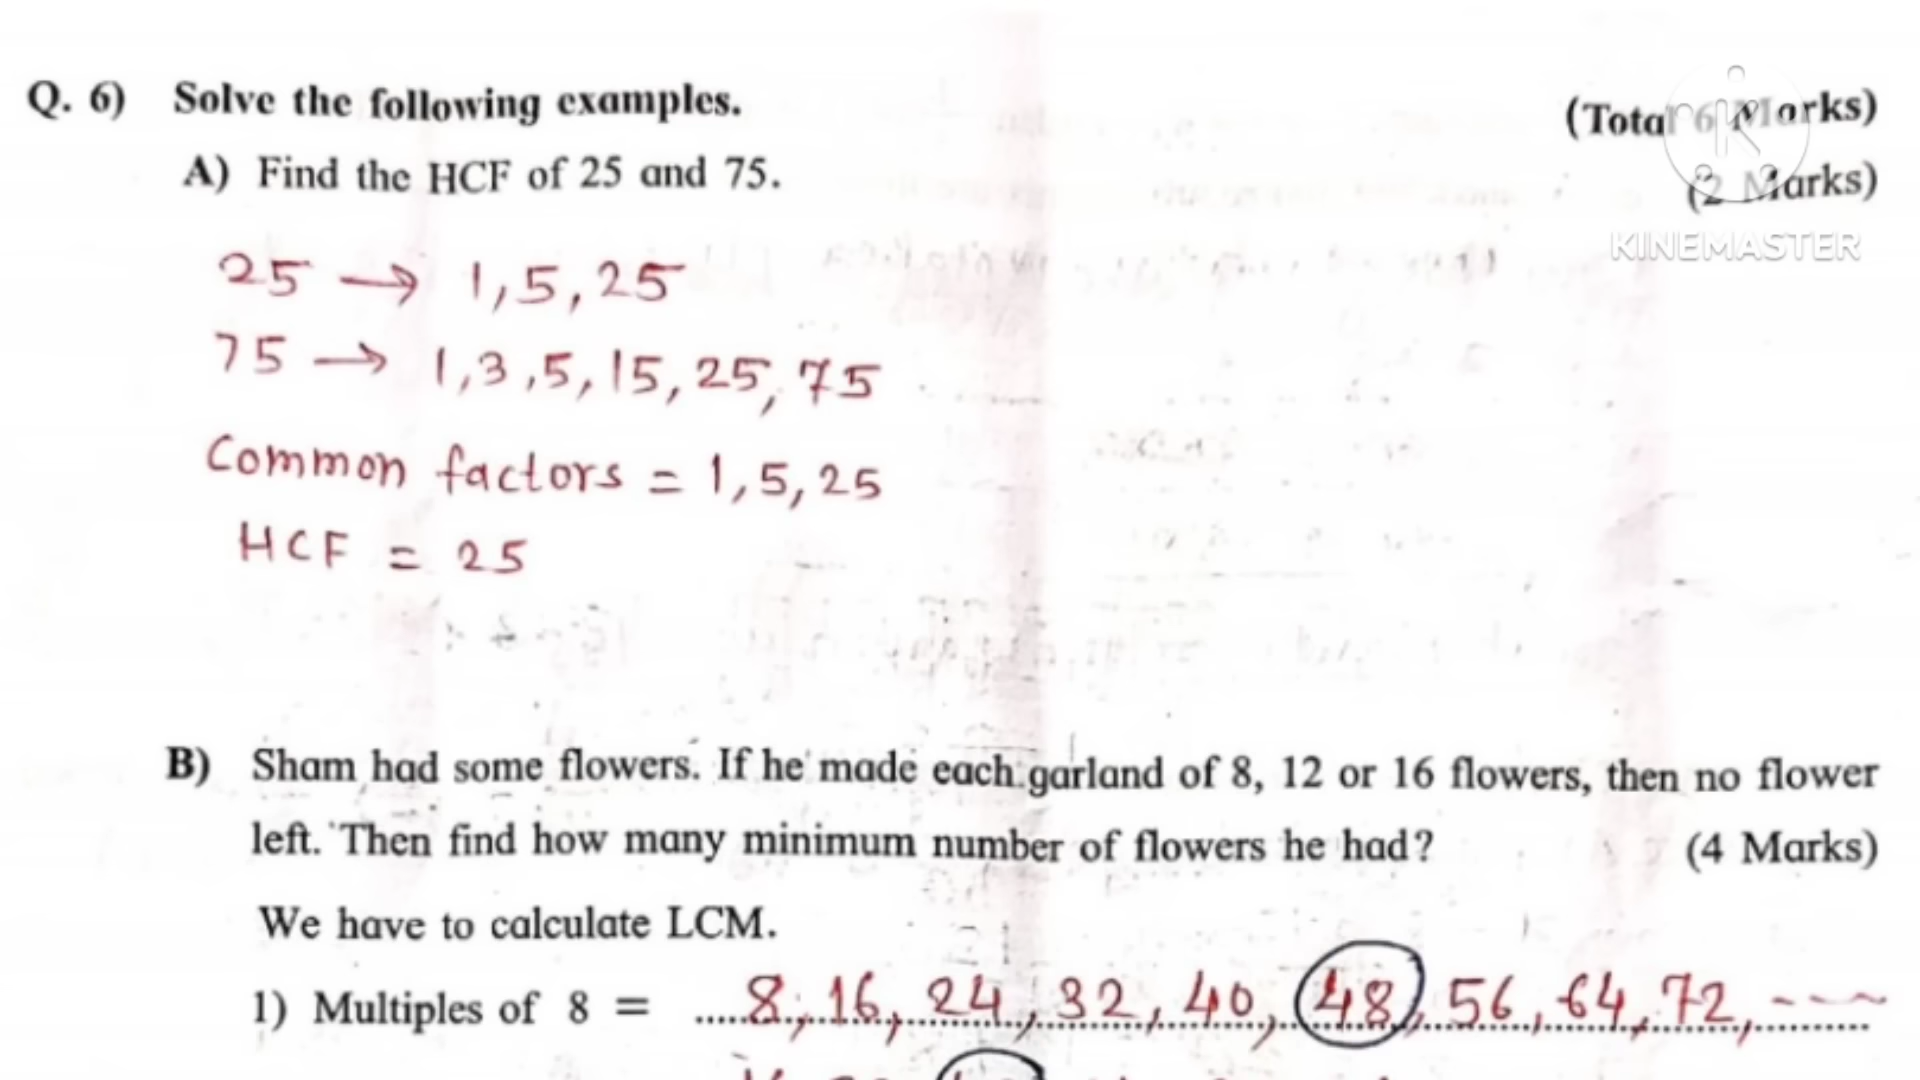 Q. 6) Solve the following examples. (Total 6 Marks)
A) Find the HCF of 25 and 75. (2 Marks)
KINEMASTER
25 → 1, 5, 25
75 → 1, 3, 5, 15, 25, 75
Common factors = 1, 5, 25
HCF = 25
B) Sham had some flowers. If he made each garland of 8, 12 or 16 flowers, then no flower
left. Then find how many minimum number of flowers he had? (4 Marks)
We have to calculate LCM.
1) Multiples of 8 = 8, 16, 24, 32, 40, 48, 56, 64, 72, ----